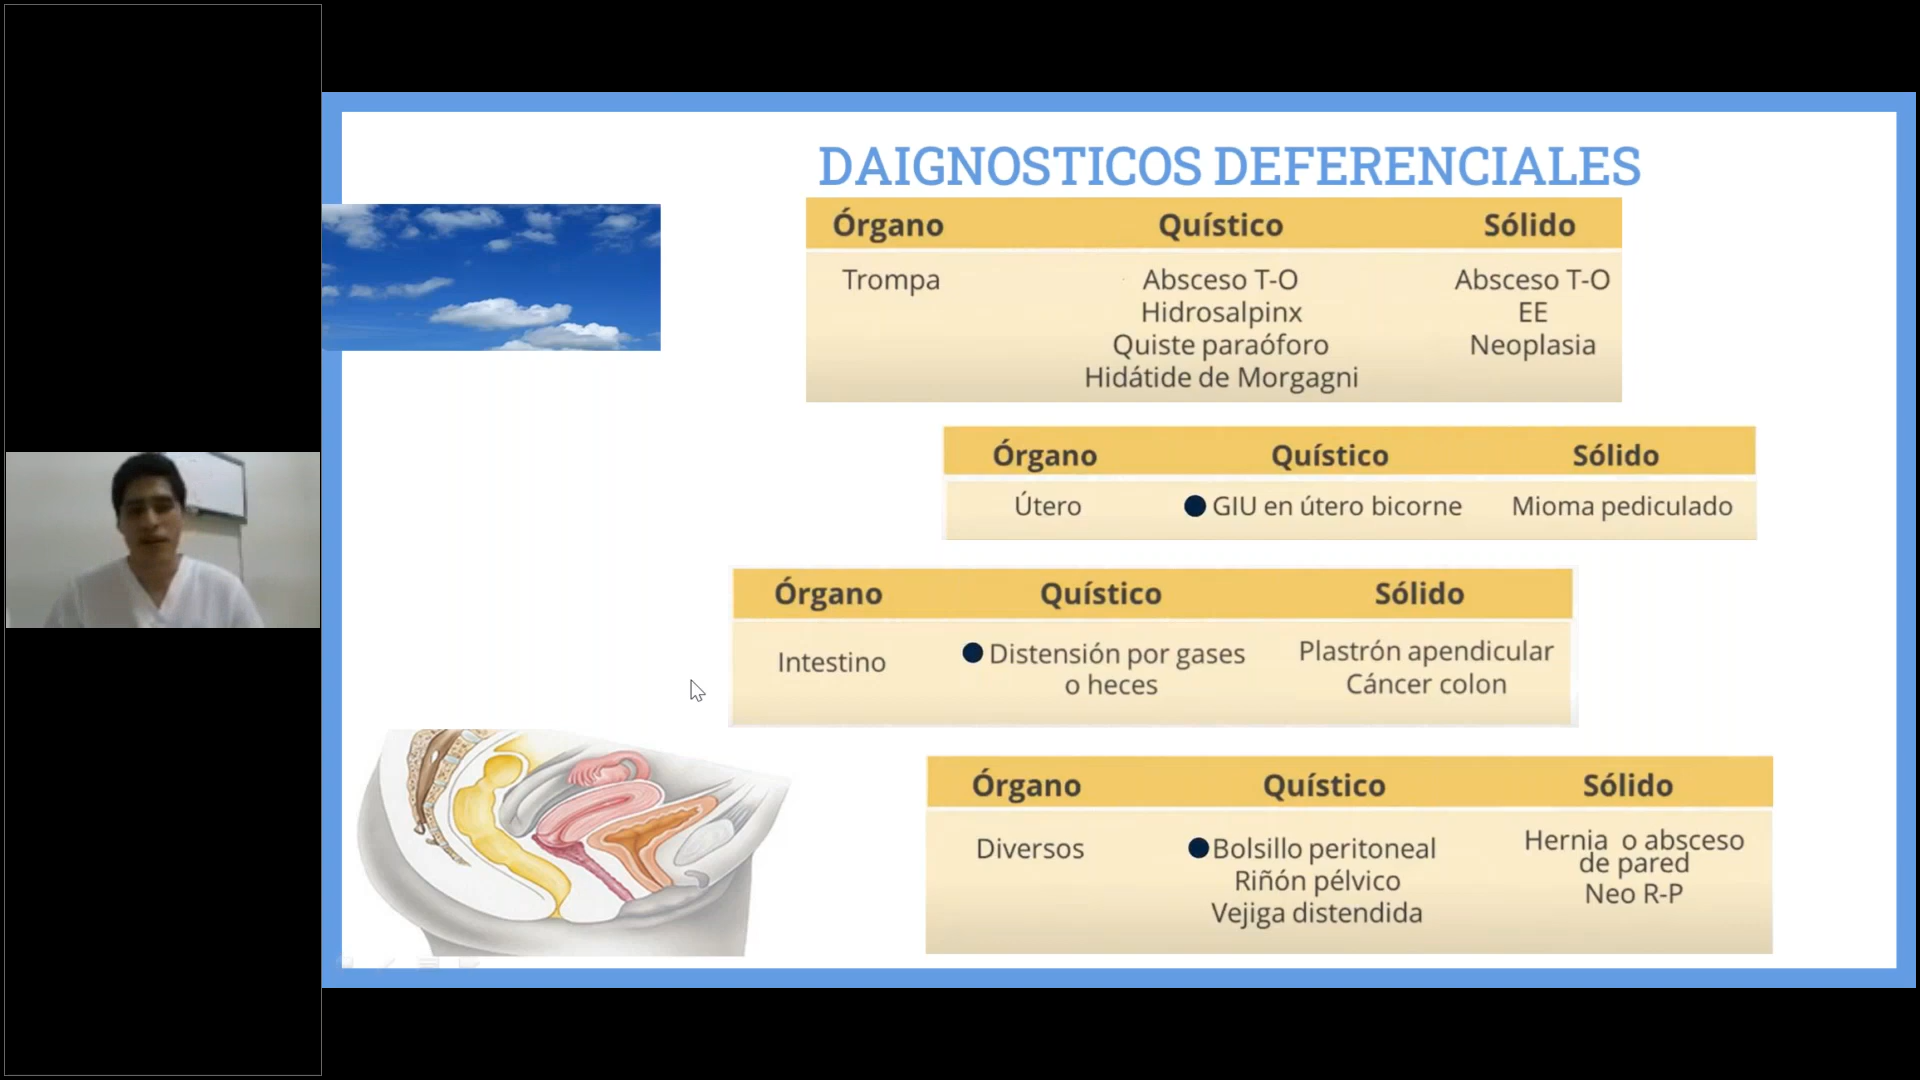 DAIGNOSTICOS DEFERENCIALES
Órgano Quístico Sólido
Trompa Absceso T-O Absceso T-O
Hidrosalpinx EE
Quiste paraóforo Neoplasia
Hidátide de Morgagni
Órgano Quístico Sólido
Útero GIU en útero bicorne Mioma pediculado
Órgano Quístico Sólido
Intestino Distensión por gases Plastrón apendicular
o heces Cáncer colon
Órgano Quístico Sólido
Diversos Bolsillo peritoneal Hernia o absceso
de pared
Riñón pélvico Neo R-P
Vejiga distendida